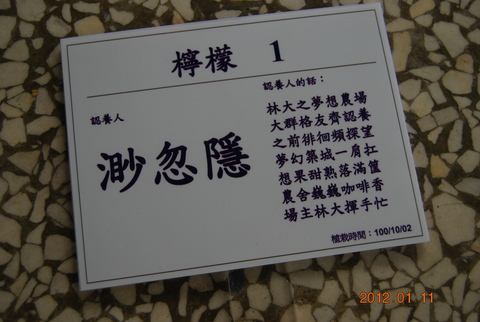 檸檬 1
認養人
渺忽隱
認養人的話：
林大之夢想農場
大群格友齊認養
之前徘徊頻探望
夢幻築城一肩扛
想果甜熟落滿筐
農舍巍巍咖啡香
場主林大揮手忙
植栽時間：100/10/02
2012 01 11